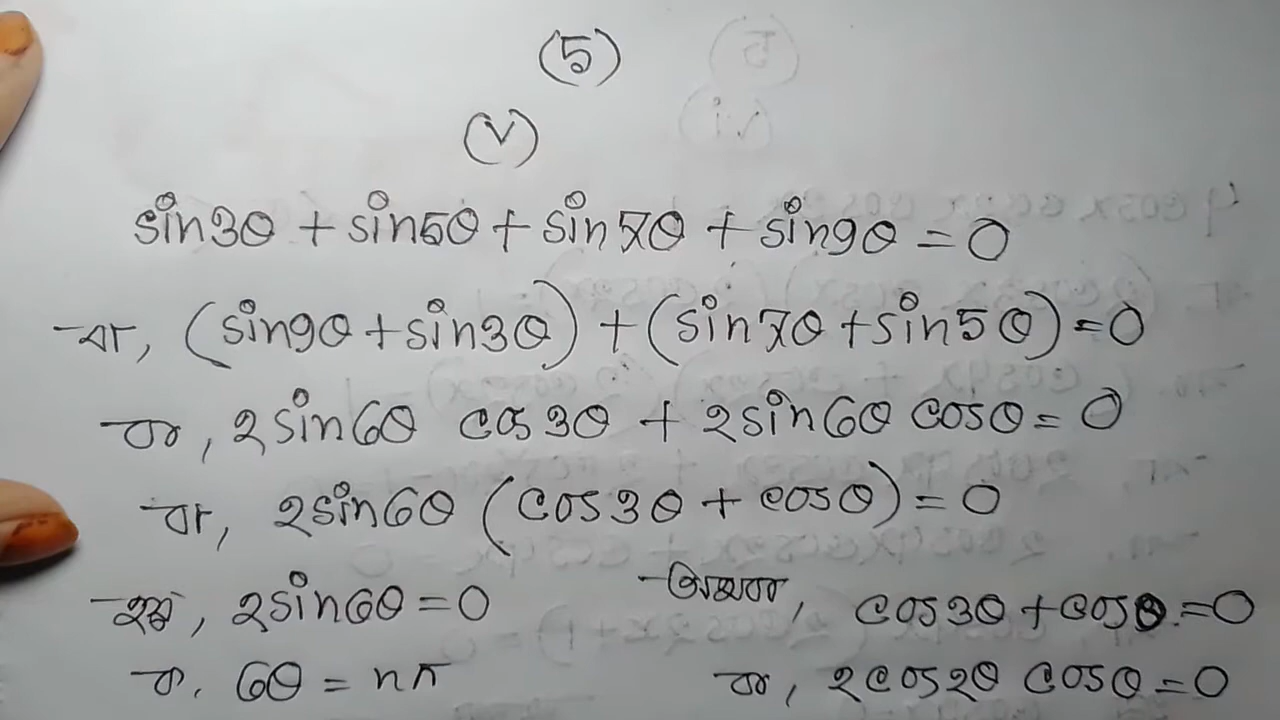 (5)
(V)
sin3θ + sin5θ + sin7θ + sin9θ = 0
বা, (sin9θ + sin3θ) + (sin7θ + sin5θ) = 0
বা, 2sin6θ cos3θ + 2sin6θ cosθ = 0
বা, 2sin6θ (cos3θ + cosθ) = 0
হয়, 2sin6θ = 0 অথবা, cos3θ + cosθ = 0
বা, 6θ = nπ বা, 2cos2θ cosθ = 0